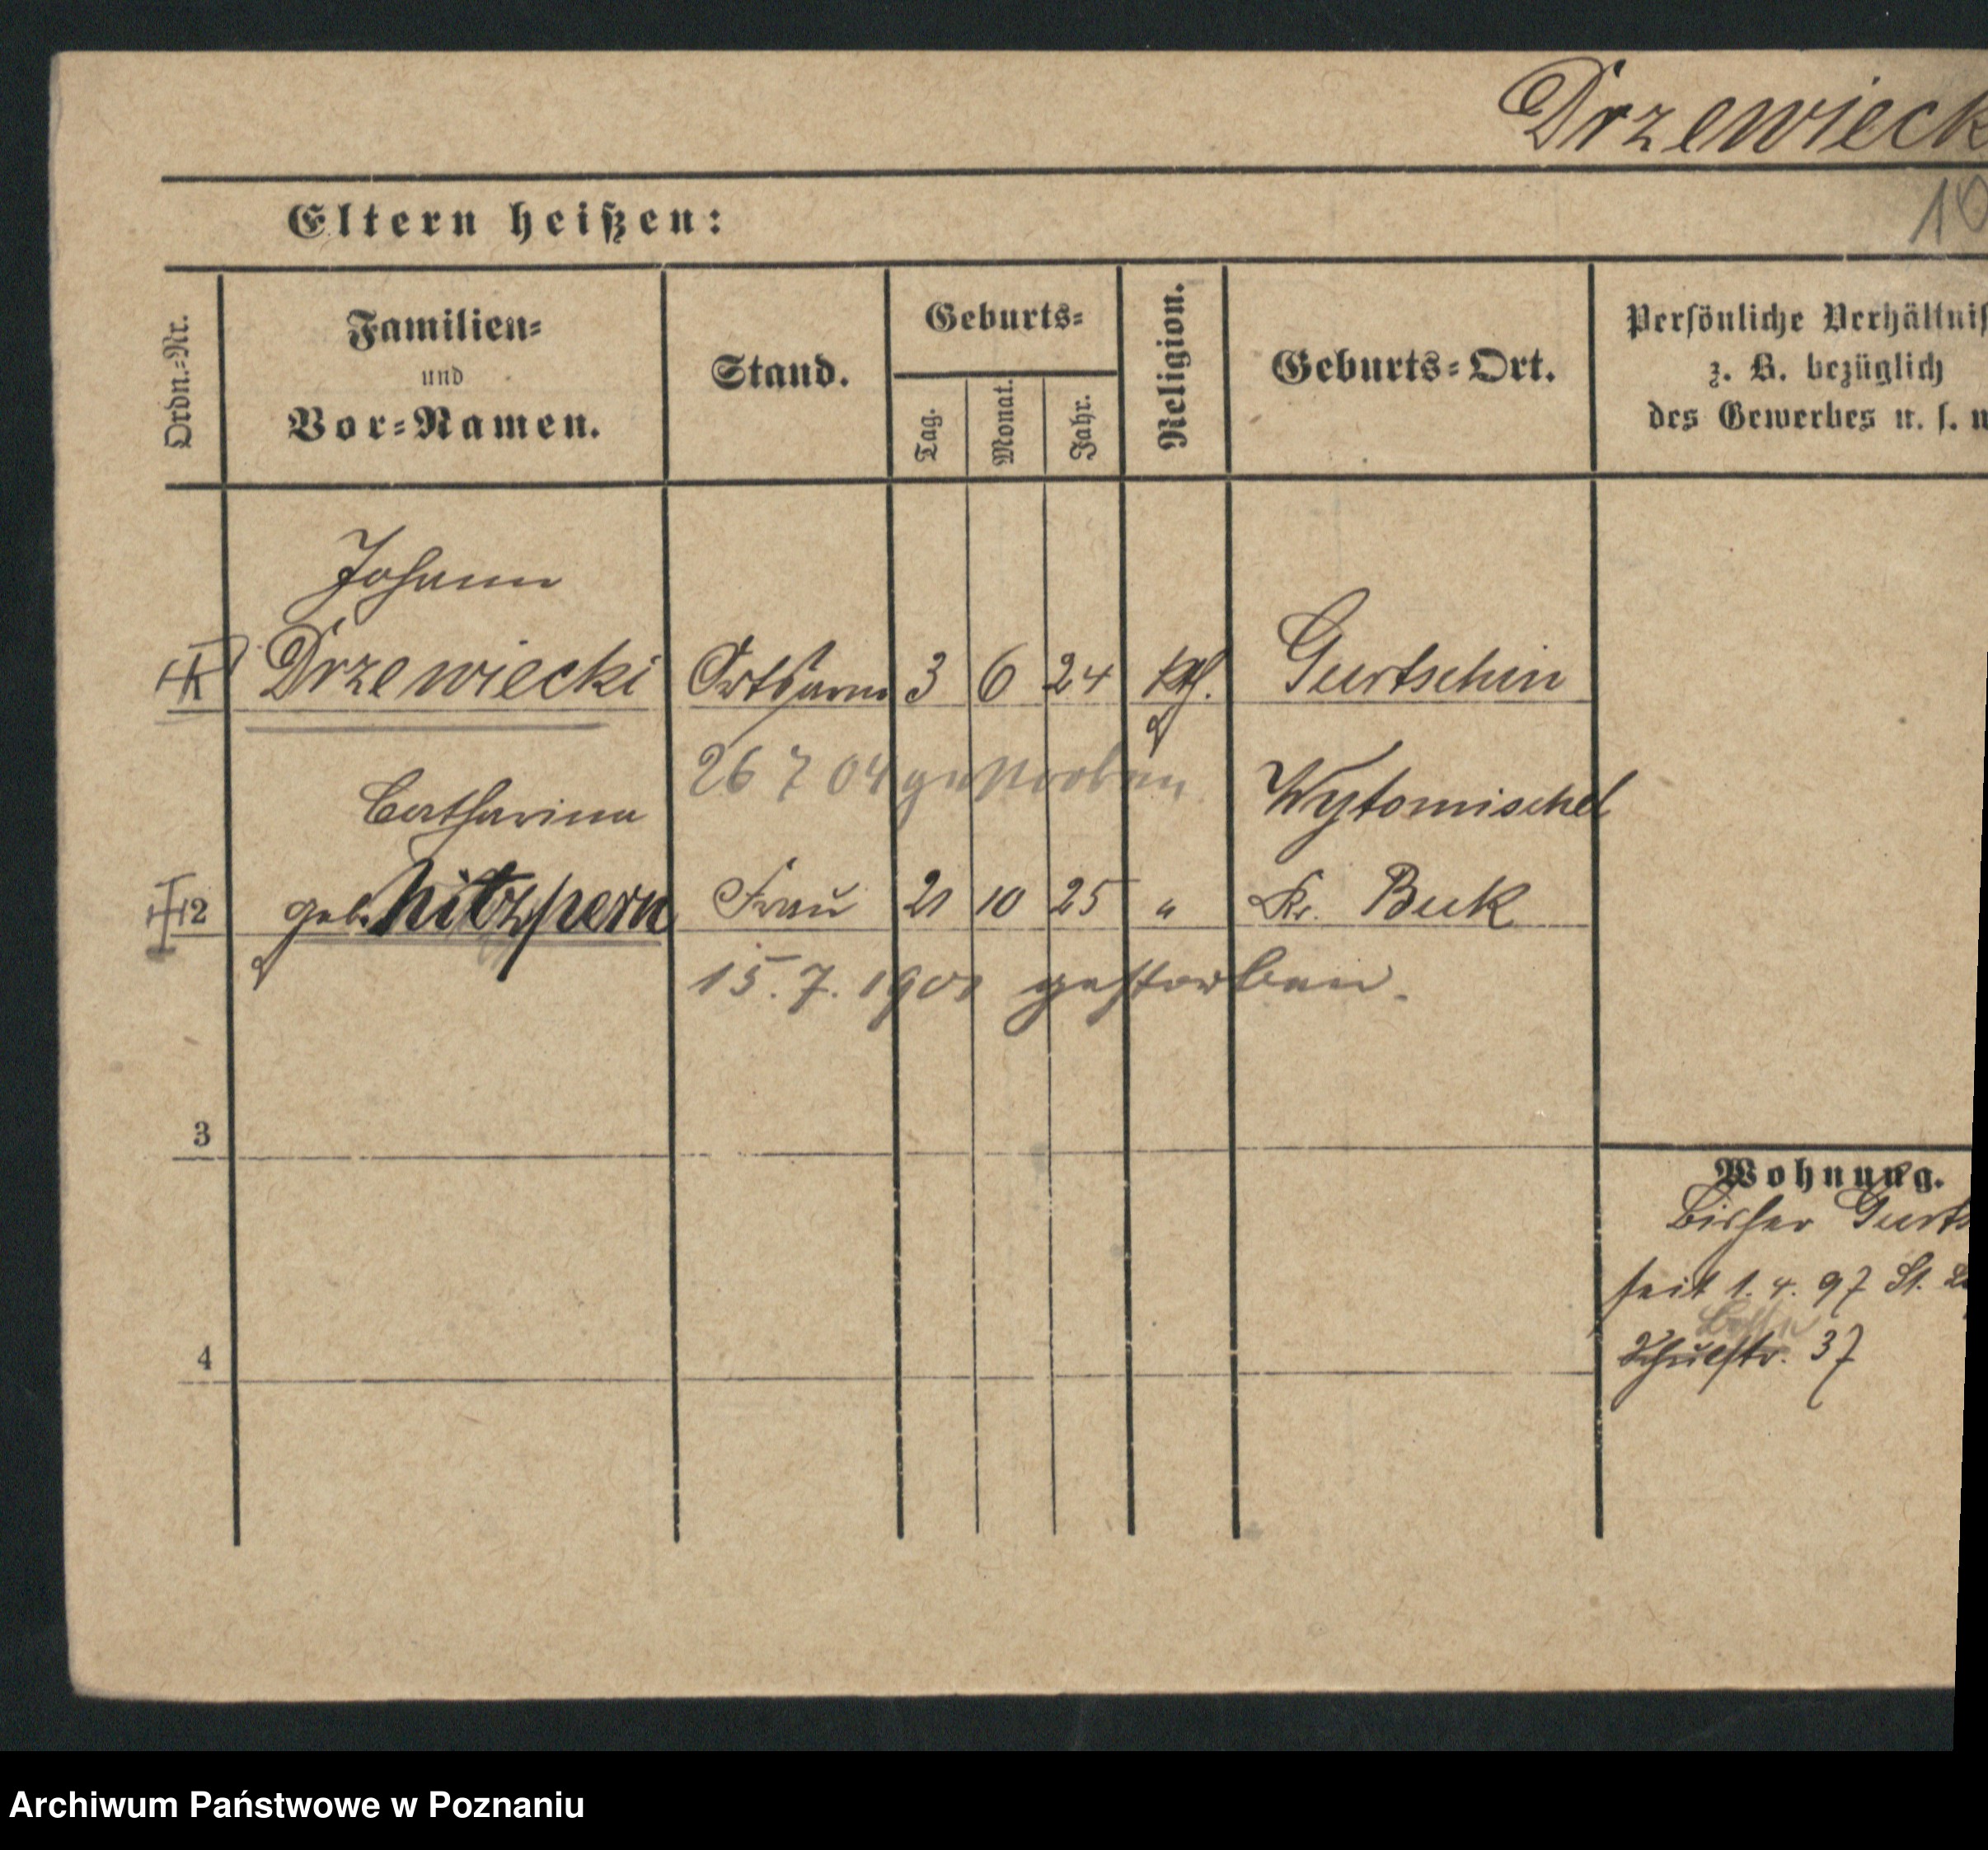 Drzewieck
10
Eltern heißen:
Ordn.=Nr.
Familien=
und
Vor=Namen.
Stand.
Geburts=
Tag.
Monat.
Jahr.
Religion.
Geburts=Ort.
Persönliche Verhältnis
z. B. bezüglich
des Gewerbes u. s. w
Johann
Drzewiecki Ortsarm 3 6 24 kth. Gurtschin
26 7 04 gestorben
Catharina Wytomischel
2 geb. Nitzpern Frau 21 10 25 " Kr. Buk
15. 7. 1901 gestorben.
3
Wohnung.
bisher Gurts
seit 1. 4. 97 St. L
Schulstr. 37
4
Archiwum Państwowe w Poznaniu